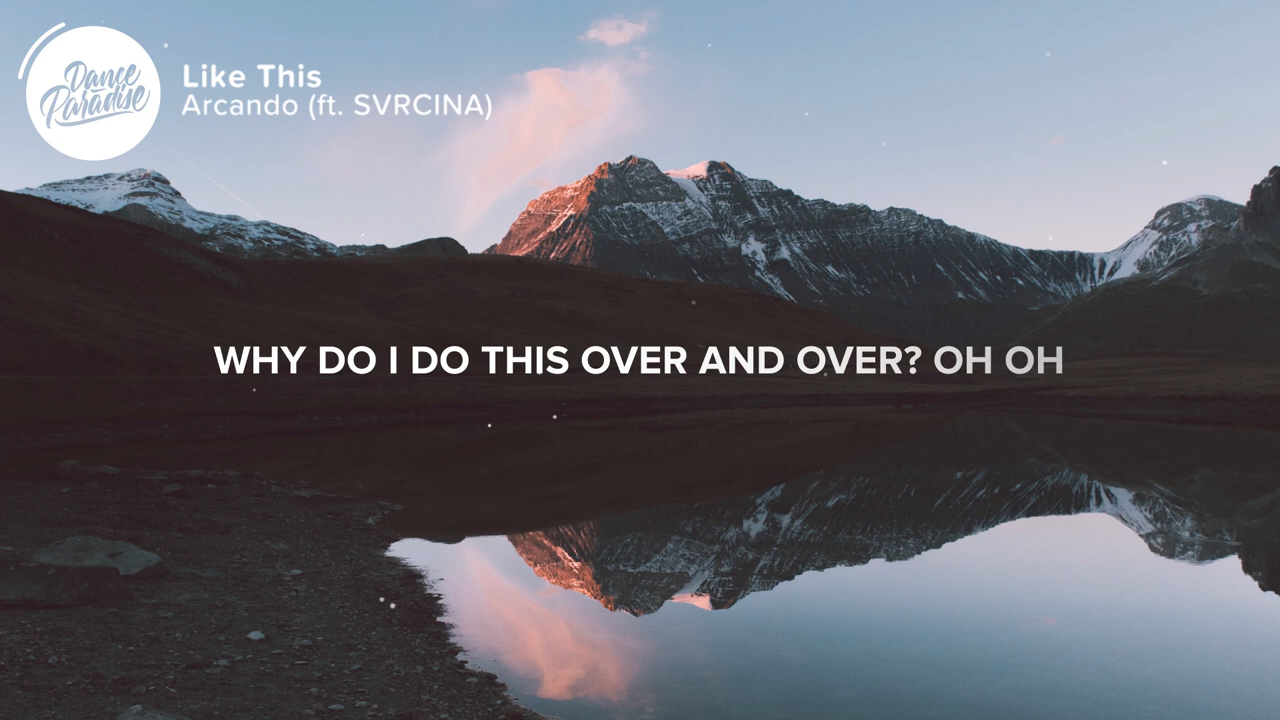 Dance
Paradise
Like This
Arcando (ft. SVRCINA)
WHY DO I DO THIS OVER AND OVER? OH OH